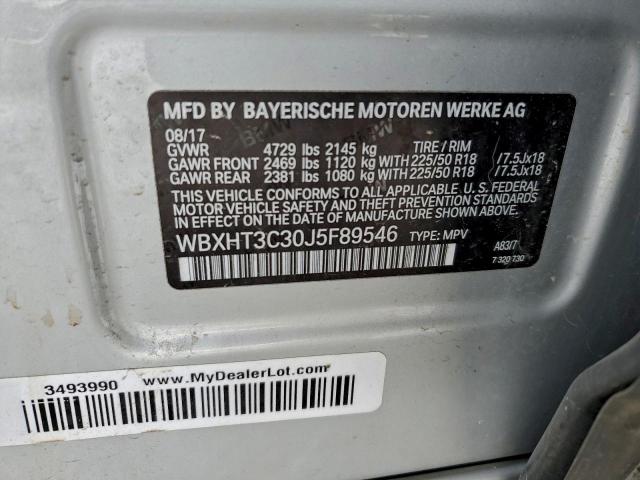 MFD BY BAYERISCHE MOTOREN WERKE AG
08/17
GVWR 4729 lbs 2145 kg TIRE / RIM
GAWR FRONT 2469 lbs 1120 kg WITH 225/50 R18 /7.5Jx18
GAWR REAR 2381 lbs 1080 kg WITH 225/50 R18 /7.5Jx18
THIS VEHICLE CONFORMS TO ALL APPLICABLE U. S. FEDERAL
MOTOR VEHICLE SAFETY AND THEFT PREVENTION STANDARDS
IN EFFECT ON THE DATE OF MANUFACTURE SHOWN ABOVE.
WBXHT3C30J5F89546 TYPE: MPV
A83/7
7 320 730
3493990 www.MyDealerLot.com